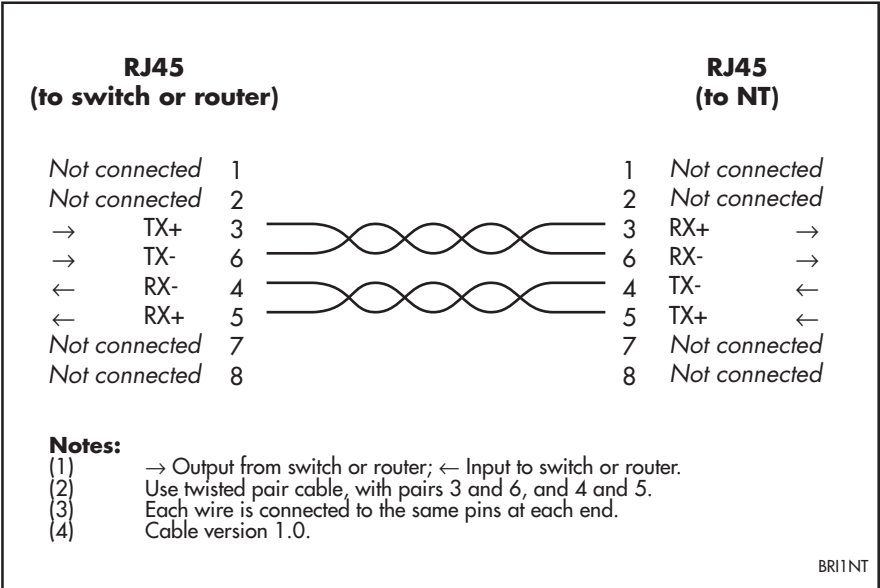 RJ45 RJ45
(to switch or router) (to NT)
Not connected 1 1 Not connected
Not connected 2 2 Not connected
→ TX+ 3 3 RX+ →
→ TX- 6 6 RX- →
← RX- 4 4 TX- ←
← RX+ 5 5 TX+ ←
Not connected 7 7 Not connected
Not connected 8 8 Not connected
Notes:
(1) → Output from switch or router; ← Input to switch or router.
(2) Use twisted pair cable, with pairs 3 and 6, and 4 and 5.
(3) Each wire is connected to the same pins at each end.
(4) Cable version 1.0.
BRI1NT